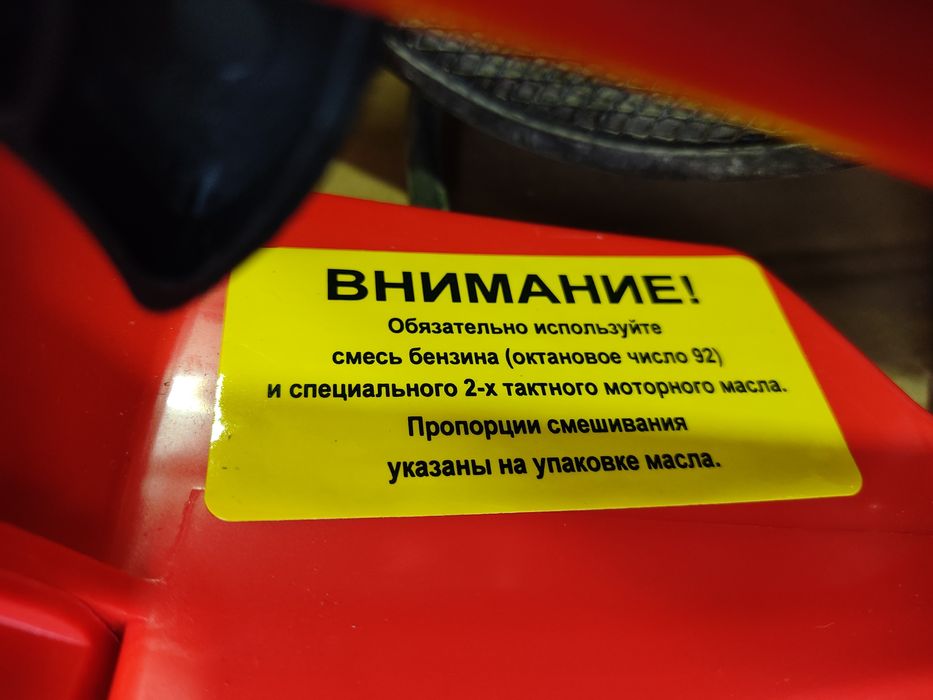 ВНИМАНИЕ!
Обязательно используйте
смесь бензина (октановое число 92)
и специального 2-х тактного моторного масла.
Пропорции смешивания
указаны на упаковке масла.